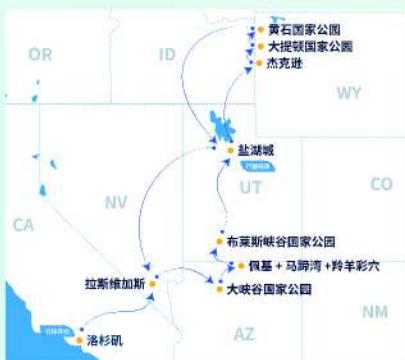 黄石国家公园
大提顿国家公园
杰克逊
OR
ID
WY
盐湖城
NV
UT
CO
CA
布莱斯峡谷国家公园
佩基 + 马蹄湾 +羚羊彩穴
拉斯维加斯
大峡谷国家公园
洛杉矶
AZ
NM